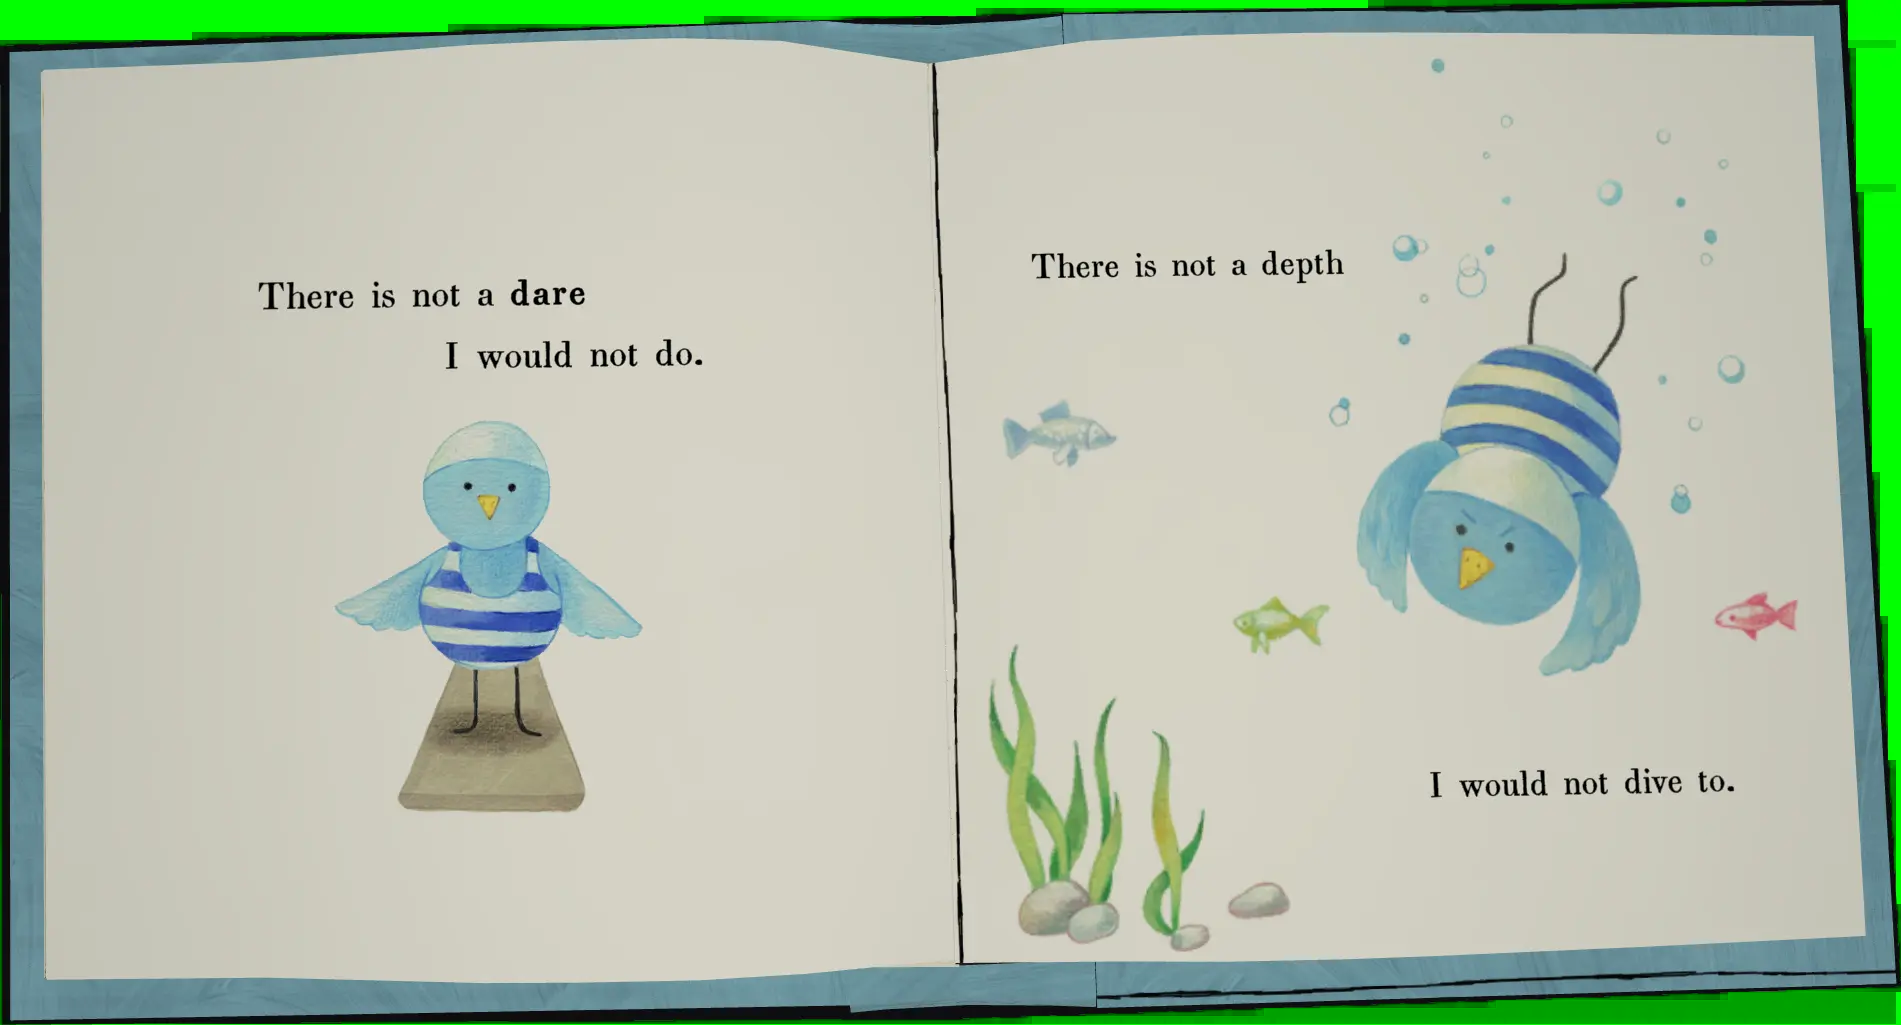 There is not a dare
I would not do.
There is not a depth
I would not dive to.